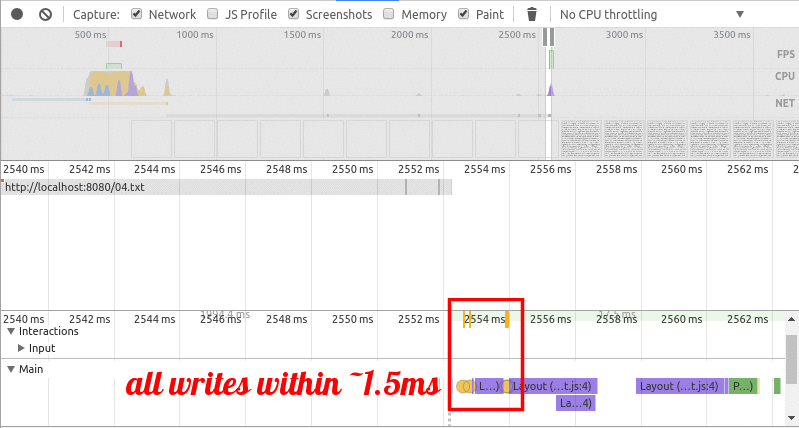 Capture: Network JS Profile Screenshots Memory Paint No CPU throttling
500 ms 1000 ms 1500 ms 2000 ms 2500 ms 3000 ms 3500 ms
FPS
CPU
NET
2540 ms 2542 ms 2544 ms 2546 ms 2548 ms 2550 ms 2552 ms 2554 ms 2556 ms 2558 ms 2560 ms 2562 ms
http://localhost:8080/04.txt
2540 ms 2542 ms 2544 ms 2546 ms 2548 ms 2550 ms 2552 ms 2554 ms 2556 ms 2558 ms 2560 ms 2562 ms
Interactions
Input
Main
all writes within ~1.5ms
L...) Layout (...t.js:4) Layout (...t.js:4) P...)
La...4)